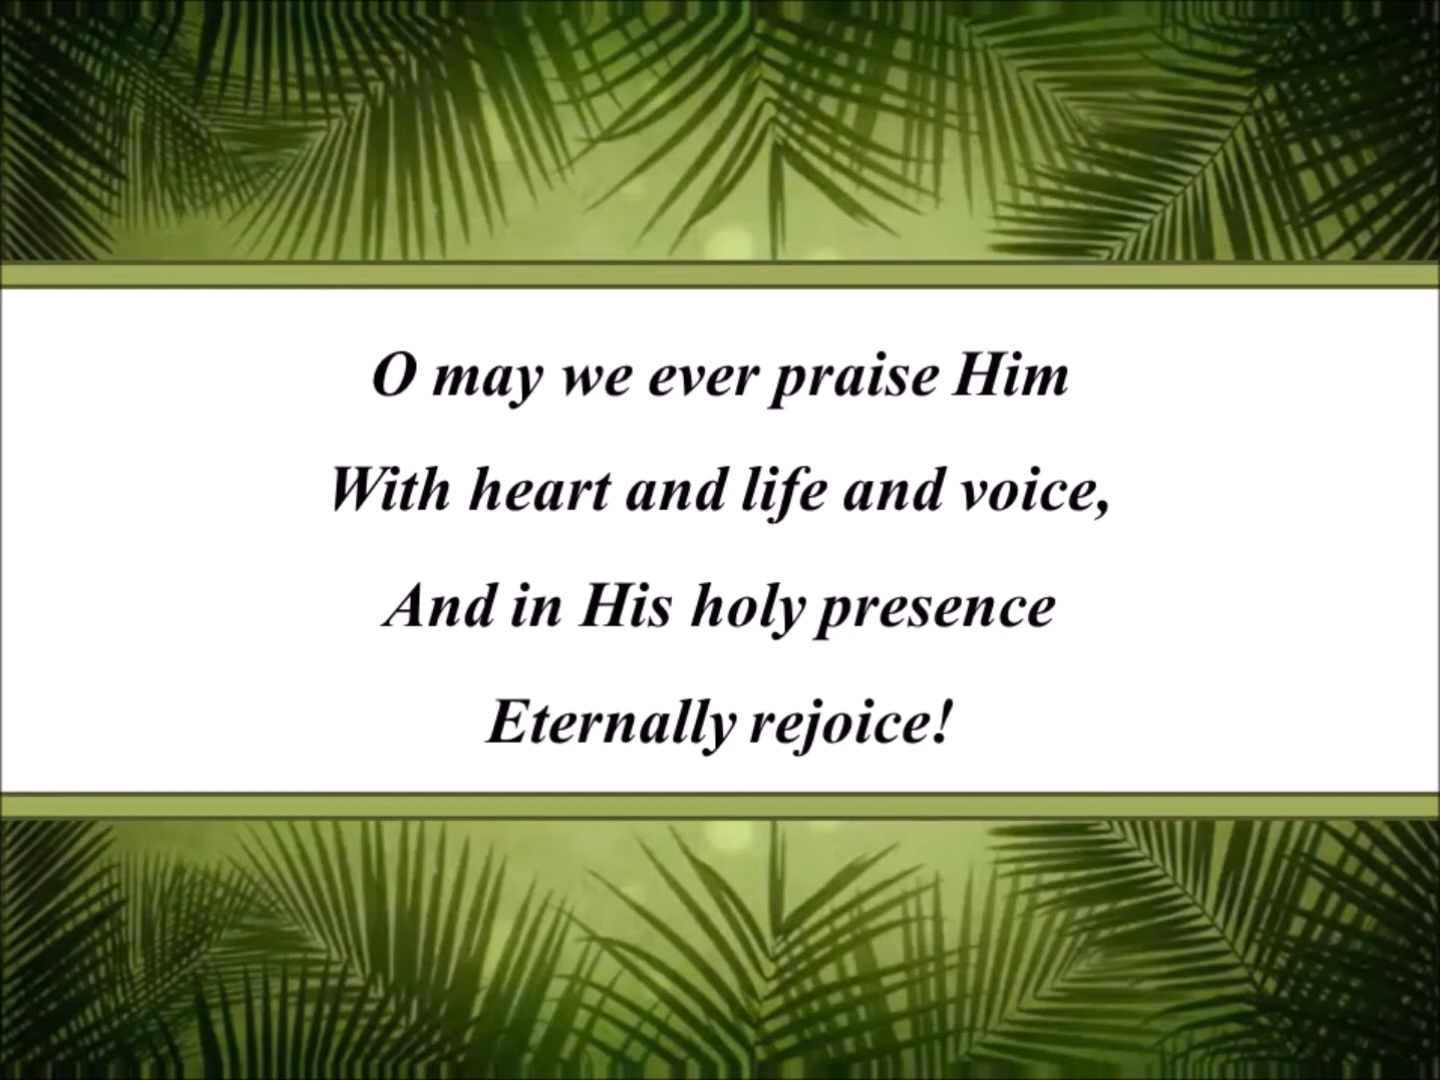 O may we ever praise Him
With heart and life and voice,
And in His holy presence
Eternally rejoice!